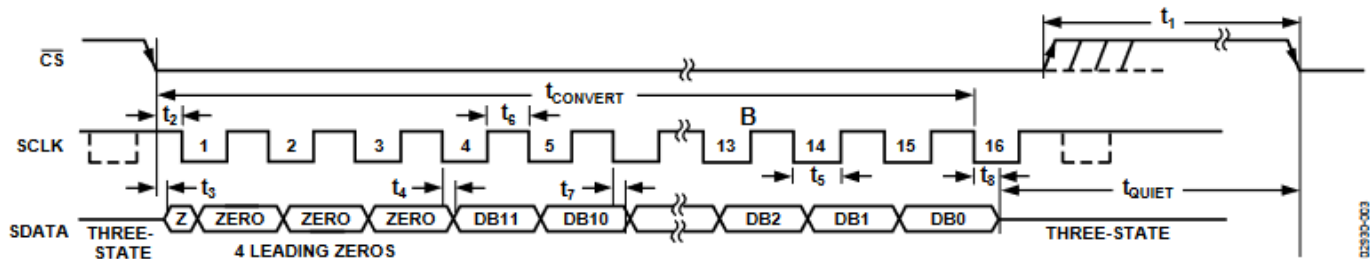 t1
CS
tCONVERT
t2 t6 B
SCLK 1 2 3 4 5 13 14 15 16
t3 t4 t7 t5 t8 tQUIET
SDATA Z ZERO ZERO ZERO DB11 DB10 DB2 DB1 DB0
THREE-STATE 4 LEADING ZEROS THREE-STATE
02930-003